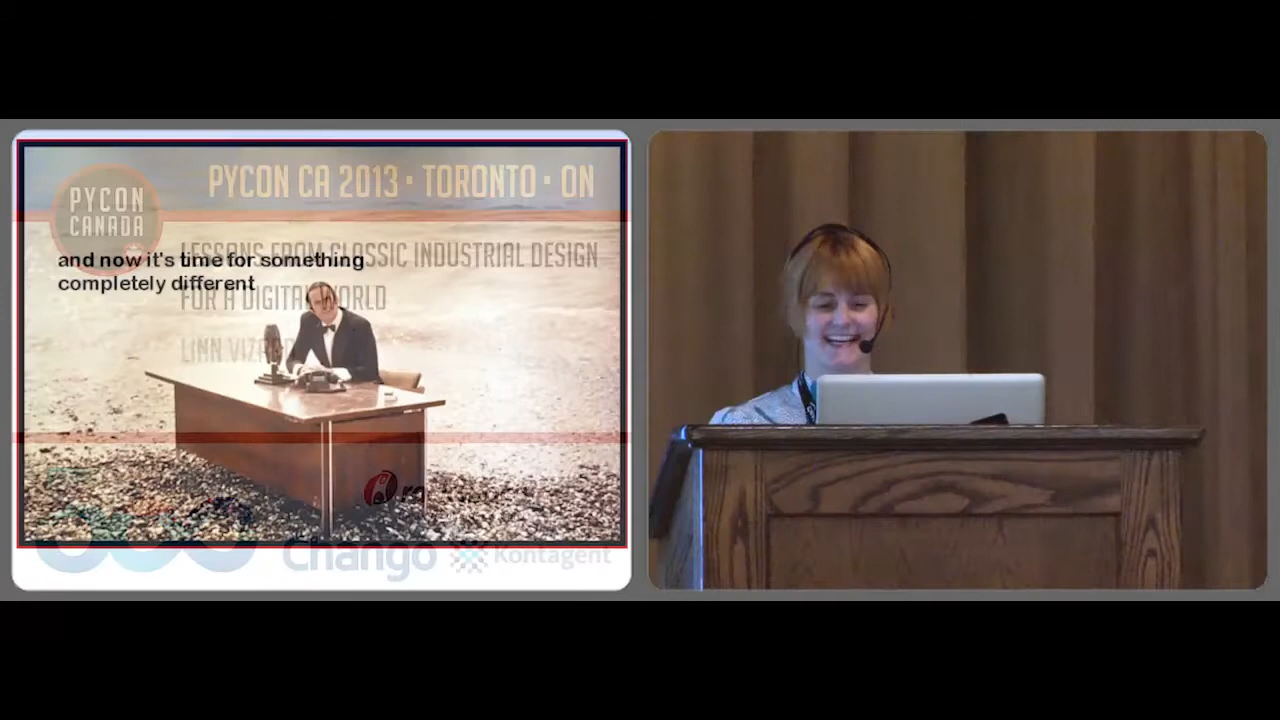 PYCON CA 2013 · TORONTO · ON
PYCON
CANADA
LESSONS FROM CLASSIC INDUSTRIAL DESIGN
FOR A DIGITAL WORLD
and now it's time for something
completely different
LINN
Chango
Kontagent